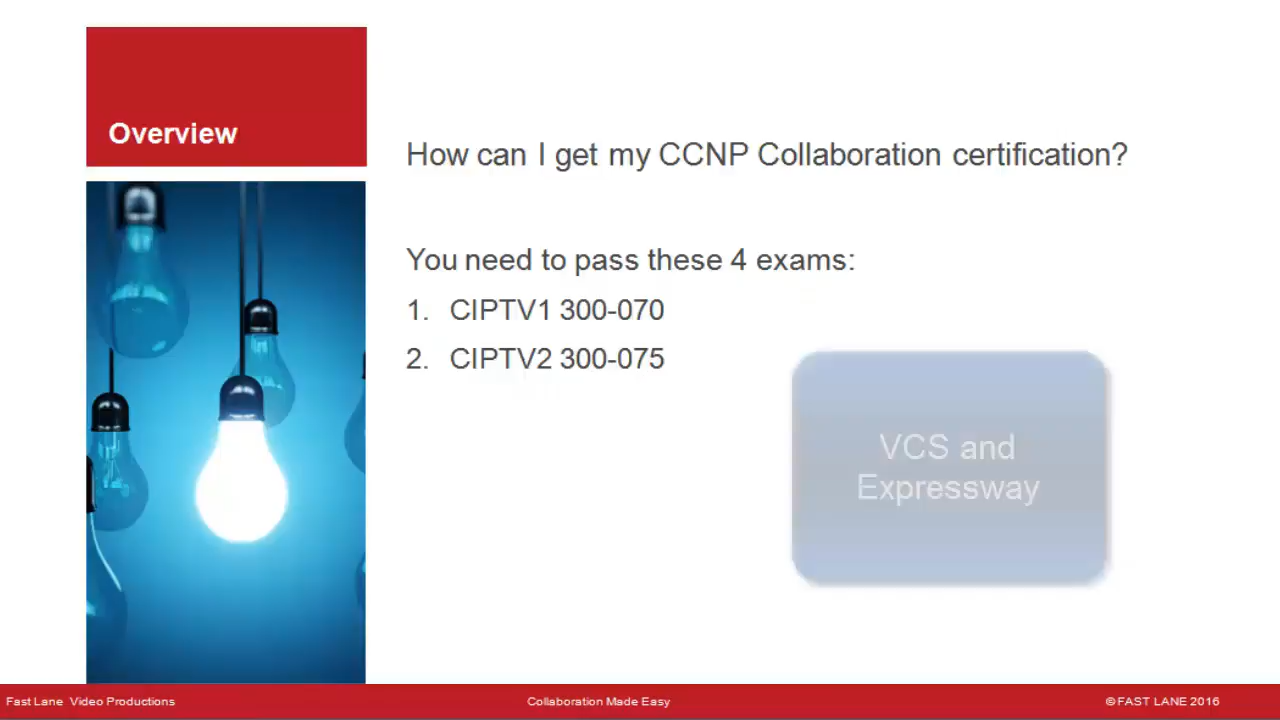 Overview
How can I get my CCNP Collaboration certification?
You need to pass these 4 exams:
1. CIPTV1 300-070
2. CIPTV2 300-075
VCS and
Expressway
Fast Lane Video Productions
Collaboration Made Easy
© FAST LANE 2016